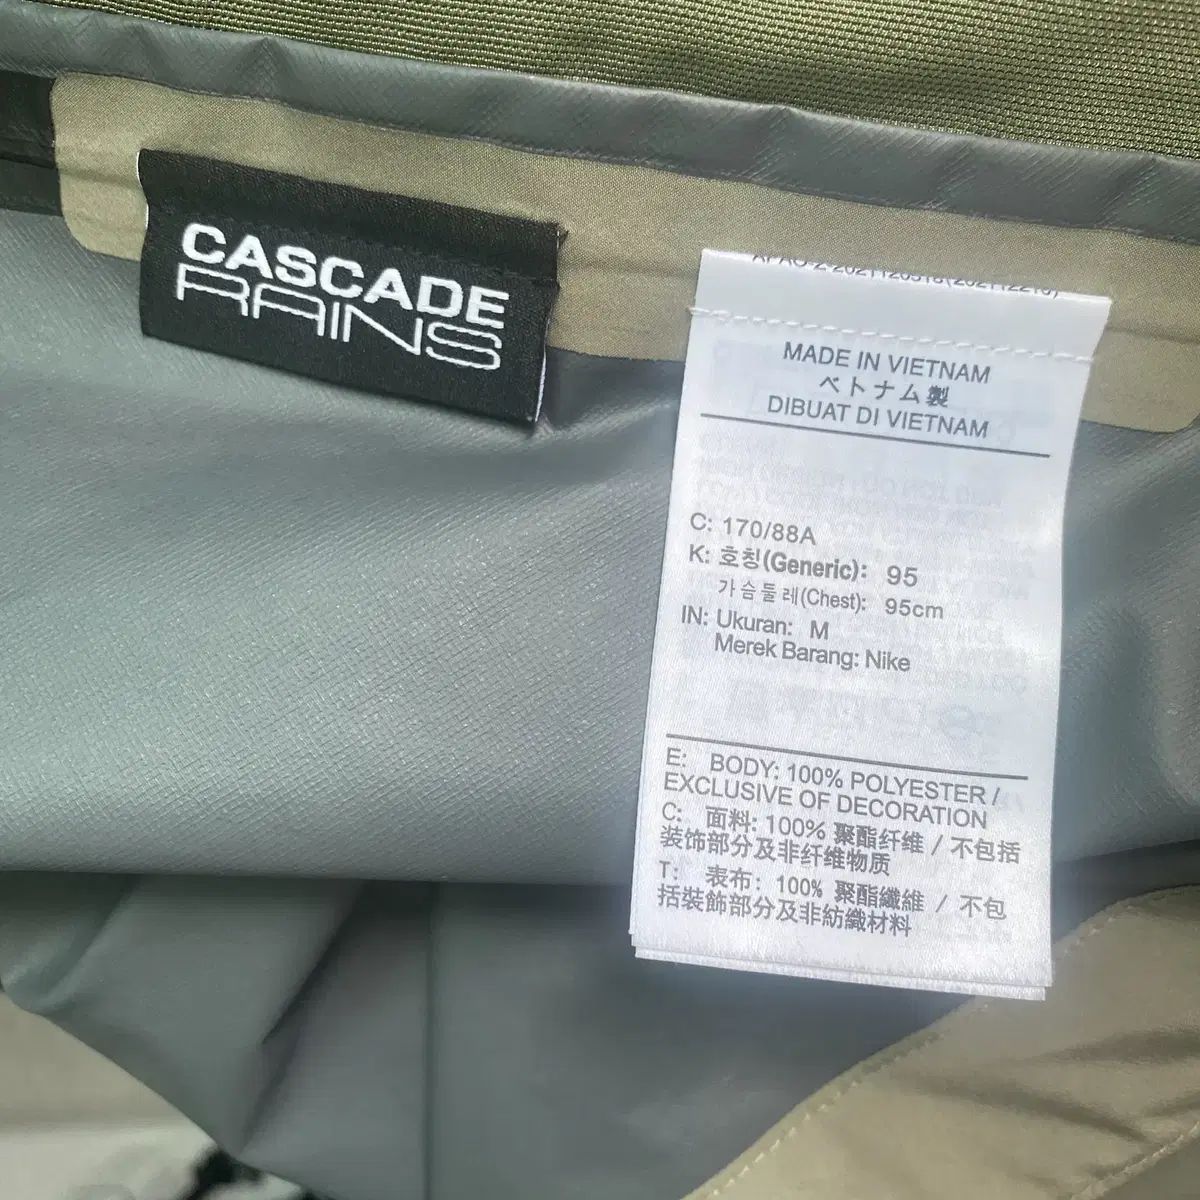 CASCADE
RAINS
MADE IN VIETNAM
ベトナム製
DIBUAT DI VIETNAM
C: 170/88A
K: 호칭(Generic): 95
가슴둘레(Chest): 95cm
IN: Ukuran: M
Merek Barang: Nike
E: BODY: 100% POLYESTER /
EXCLUSIVE OF DECORATION
C: 面料: 100% 聚酯纤维 / 不包括
装饰部分及非纤维物质
T: 表布: 100% 聚酯纖維 / 不包
括裝飾部分及非紡織材料